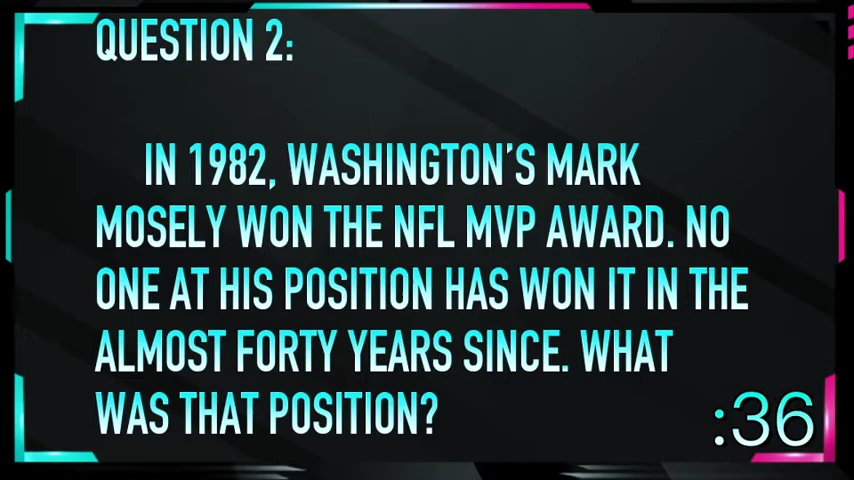 QUESTION 2:
IN 1982, WASHINGTON'S MARK
MOSELY WON THE NFL MVP AWARD. NO
ONE AT HIS POSITION HAS WON IT IN THE
ALMOST FORTY YEARS SINCE. WHAT
WAS THAT POSITION?
:36